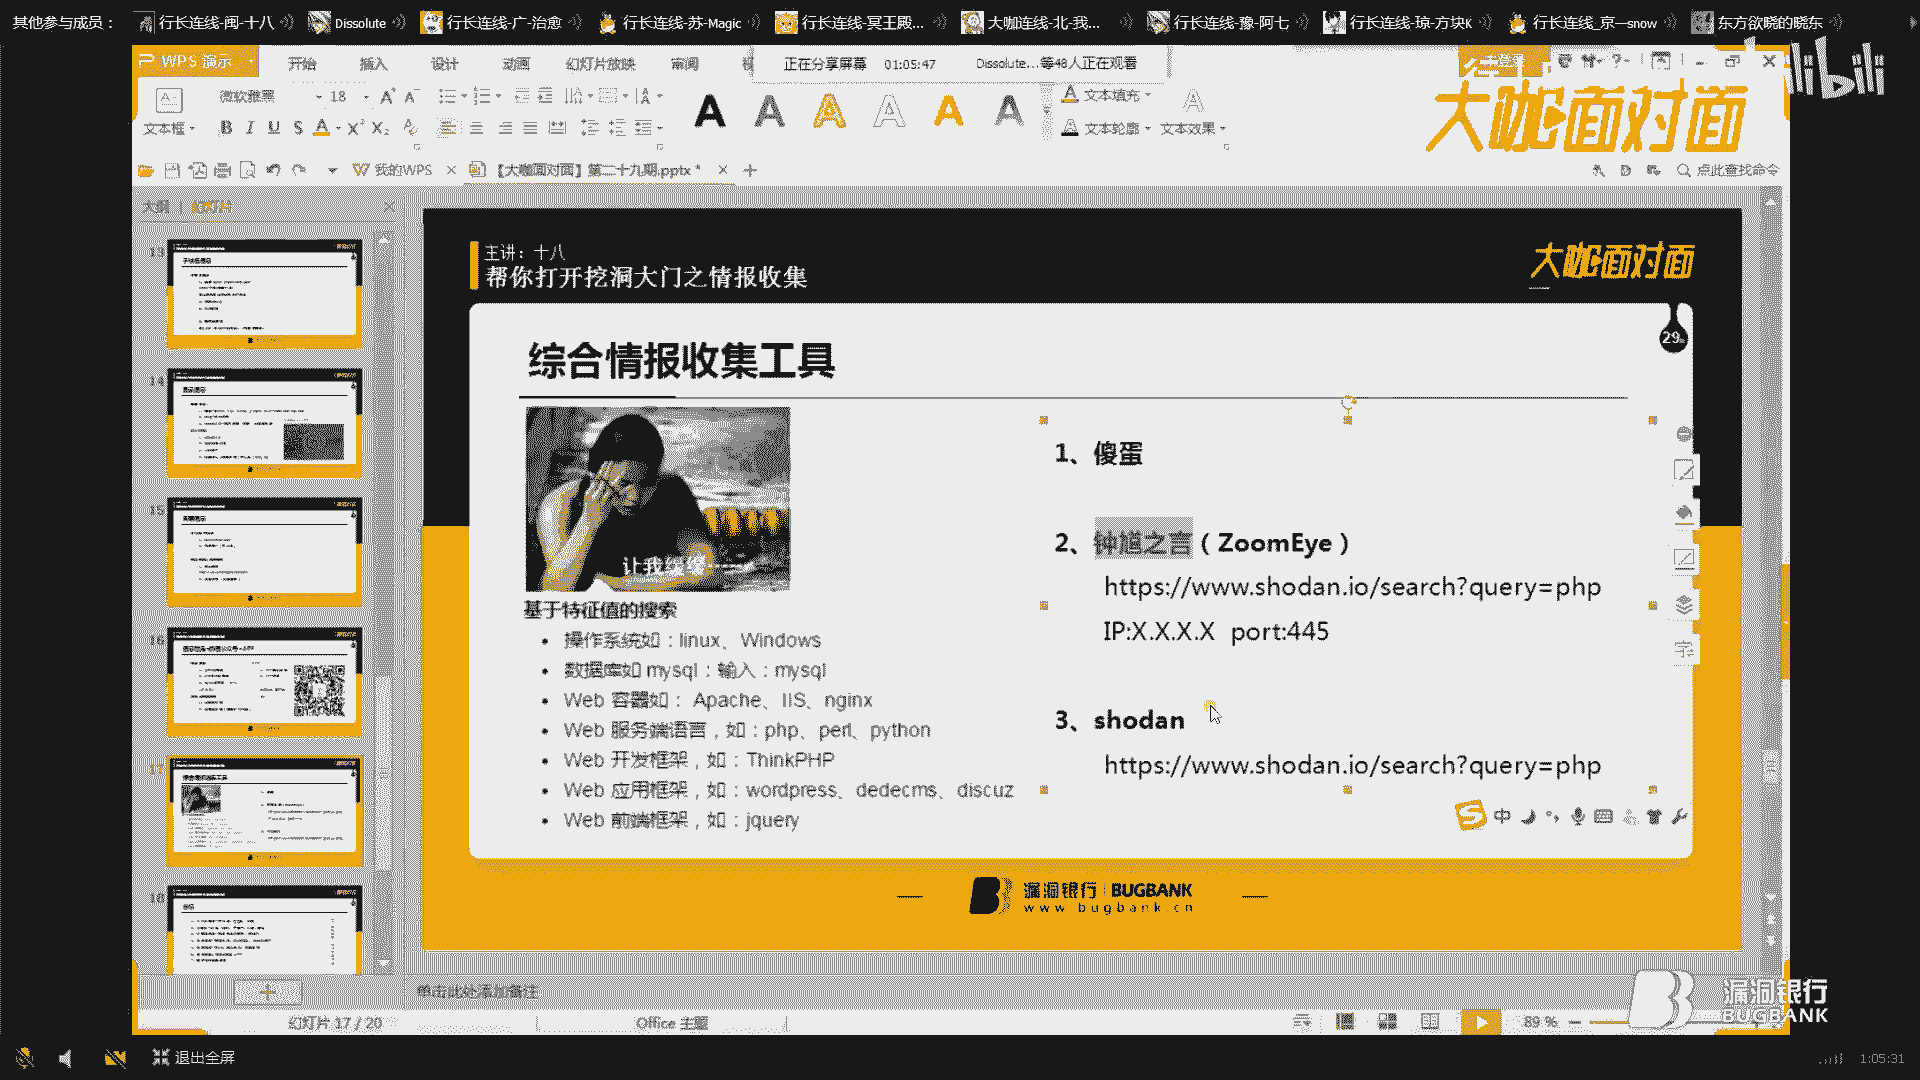 其他参与成员：
行长连线-闽-十八
Dissolute
行长连线-广-治愈
行长连线-苏-Magic
行长连线-冥王殿...
大咖连线-北-我...
行长连线-豫-阿七
行长连线-琼-方块K
行长连线_京—snow
东方欲晓的晓东
WPS 演示
开始
插入
设计
动画
幻灯片放映
审阅
正在分享屏幕 01:05:47 Dissolute...等48人正在观看
bilibili
大咖面对面
文本框
微软雅黑
18
文本填充
文本轮廓
文本效果
我的WPS
【大咖面对面】第二十九期.pptx *
点此查找命令
大纲
幻灯片
13
14
15
16
17
18
主讲：十八
帮你打开挖洞大门之情报收集
大咖面对面
29
综合情报收集工具
让我缓缓
基于特征值的搜索
• 操作系统如：linux、Windows
• 数据库如 mysql：输入：mysql
• Web 容器如： Apache、IIS、nginx
• Web 服务端语言，如：php、perl、python
• Web 开发框架，如：ThinkPHP
• Web 应用框架，如：wordpress、dedecms、discuz
• Web 前端框架，如：jquery
1、傻蛋
2、钟馗之言（ZoomEye）
https://www.shodan.io/search?query=php
IP:X.X.X.X port:445
3、shodan
https://www.shodan.io/search?query=php
中
漏洞银行 | BUGBANK
www.bugbank.cn
单击此处添加备注
幻灯片 17 / 20
Office 主题
89 %
漏洞银行
BUGBANK
退出全屏
1:05:31